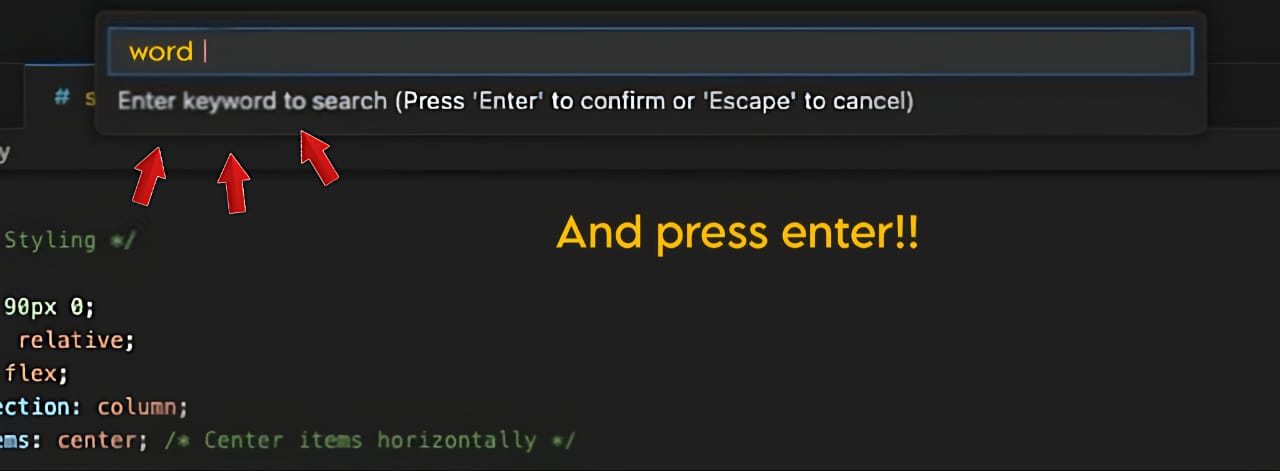 word
# s
Enter keyword to search (Press 'Enter' to confirm or 'Escape' to cancel)
y
Styling */
And press enter!!
90px 0;
relative;
flex;
ection: column;
ems: center; /* Center items horizontally */